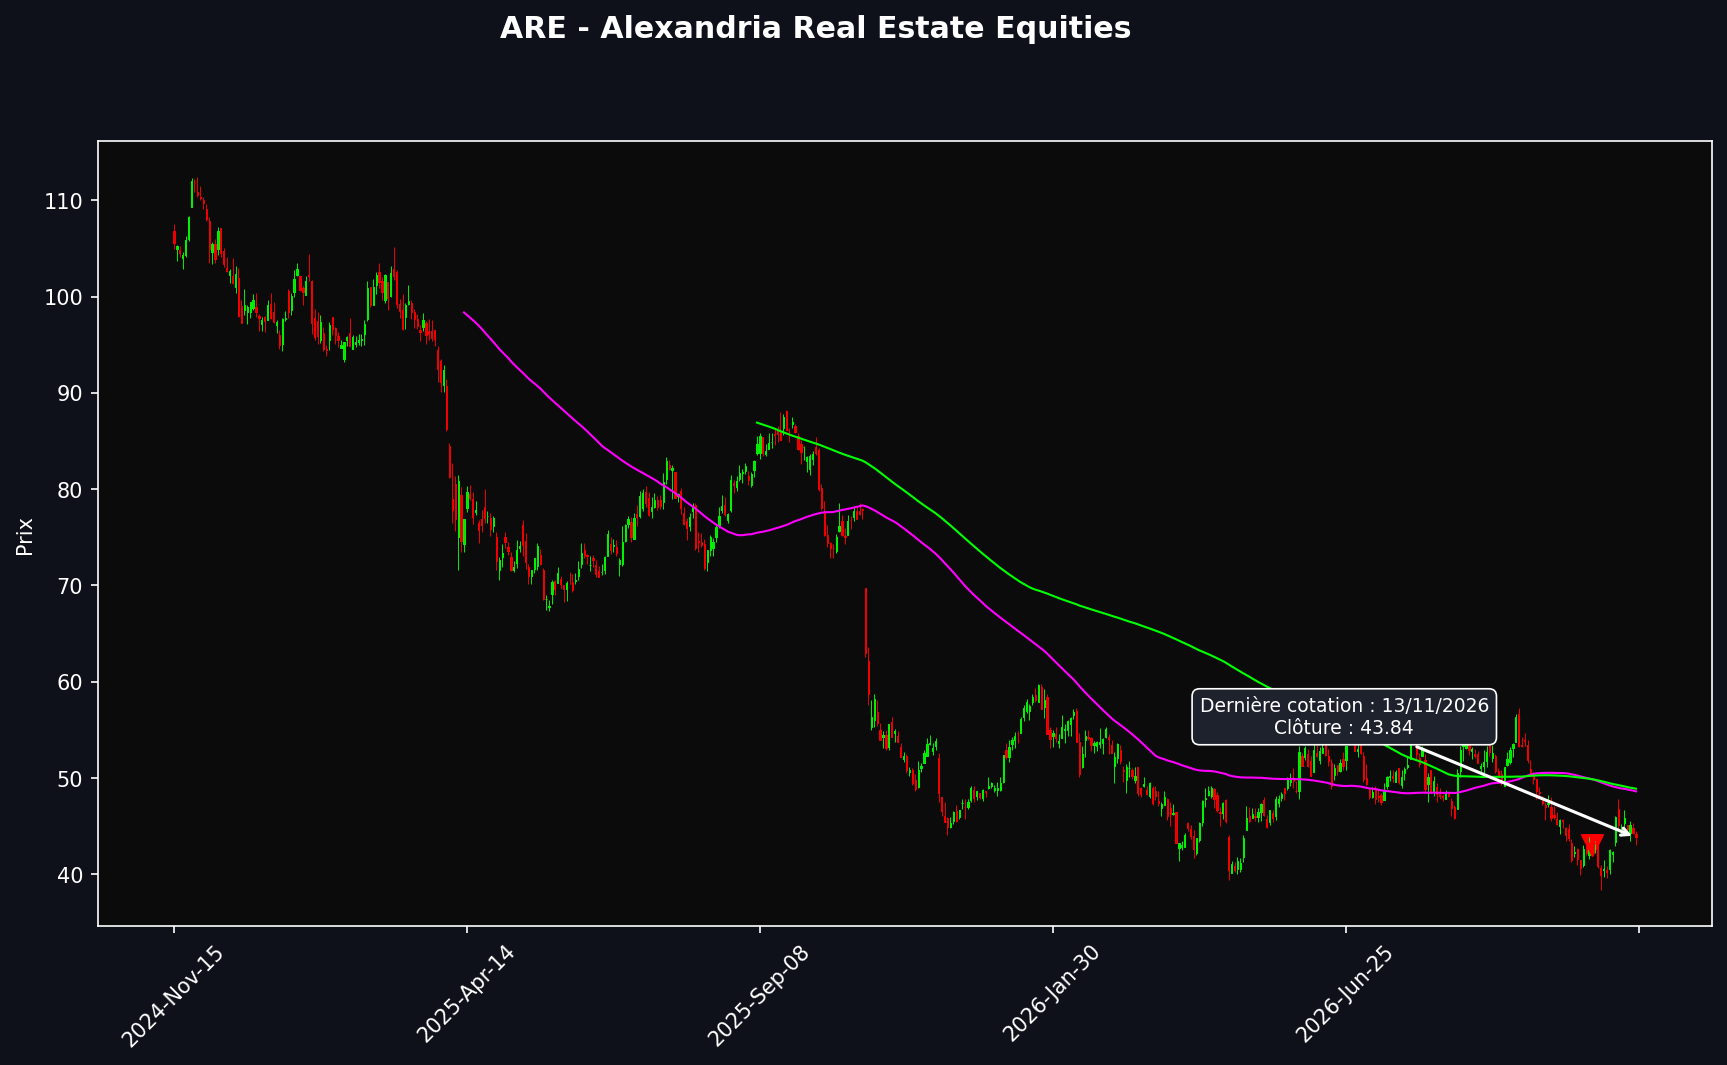 ARE - Alexandria Real Estate Equities
Prix
110
100
90
80
70
60
50
40
Dernière cotation : 13/11/2026
Clôture : 43.84
2024-Nov-15
2025-Apr-14
2025-Sep-08
2026-Jan-30
2026-Jun-25